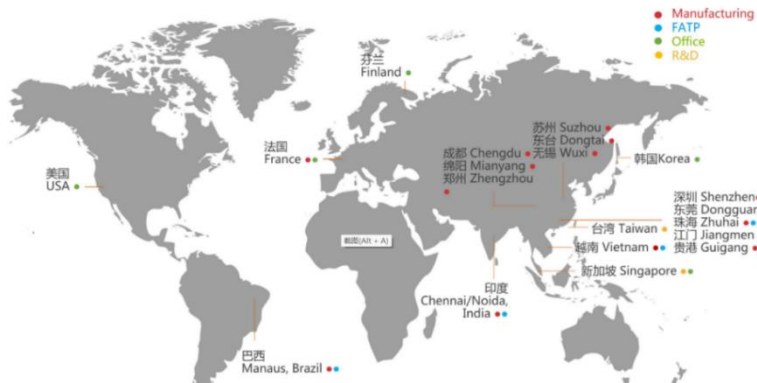 Manufacturing
FATP
Office
R&D
芬兰
Finland
苏州 Suzhou
东台 Dongtai
成都 Chengdu
无锡 Wuxi
绵阳 Mianyang
郑州 Zhengzhou
韩国Korea
法国
France
美国
USA
深圳 Shenzhen
东莞 Dongguan
珠海 Zhuhai
江门 Jiangmen
贵港 Guigang
台湾 Taiwan
越南 Vietnam
新加坡 Singapore
截图(Alt + A)
印度
Chennai/Noida,
India
巴西
Manaus, Brazil